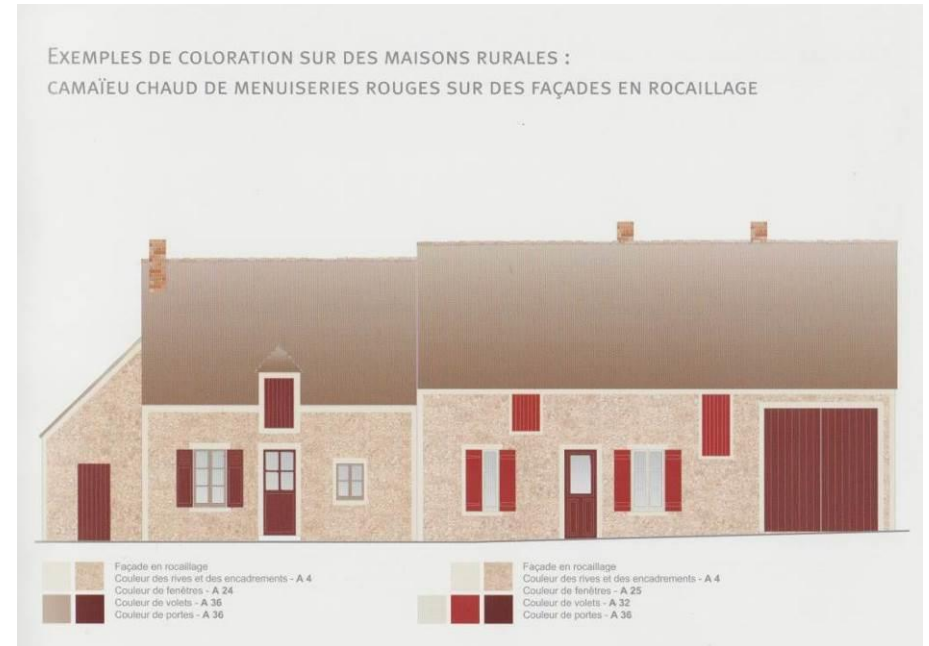 EXEMPLES DE COLORATION SUR DES MAISONS RURALES :
CAMAÏEU CHAUD DE MENUISERIES ROUGES SUR DES FAÇADES EN ROCAILLAGE
Façade en rocaillage
Couleur des rives et des encadrements - A 4
Couleur de fenêtres - A 24
Couleur de volets - A 36
Couleur de portes - A 36
Façade en rocaillage
Couleur des rives et des encadrements - A 4
Couleur de fenêtres - A 25
Couleur de volets - A 32
Couleur de portes - A 36